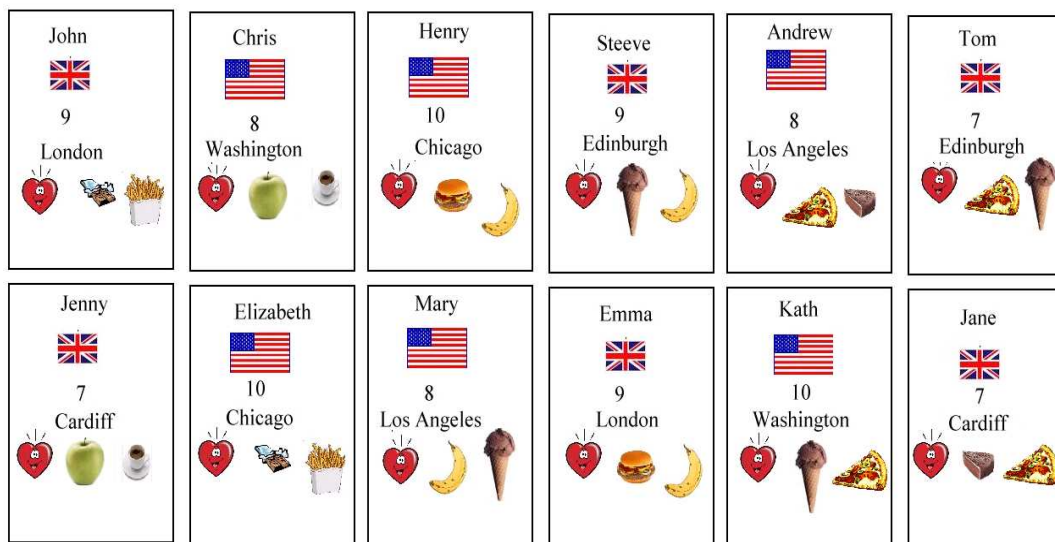 John
9
London
Chris
8
Washington
Henry
10
Chicago
Steeve
9
Edinburgh
Andrew
8
Los Angeles
Tom
7
Edinburgh
Jenny
7
Cardiff
Elizabeth
10
Chicago
Mary
8
Los Angeles
Emma
9
London
Kath
10
Washington
Jane
7
Cardiff